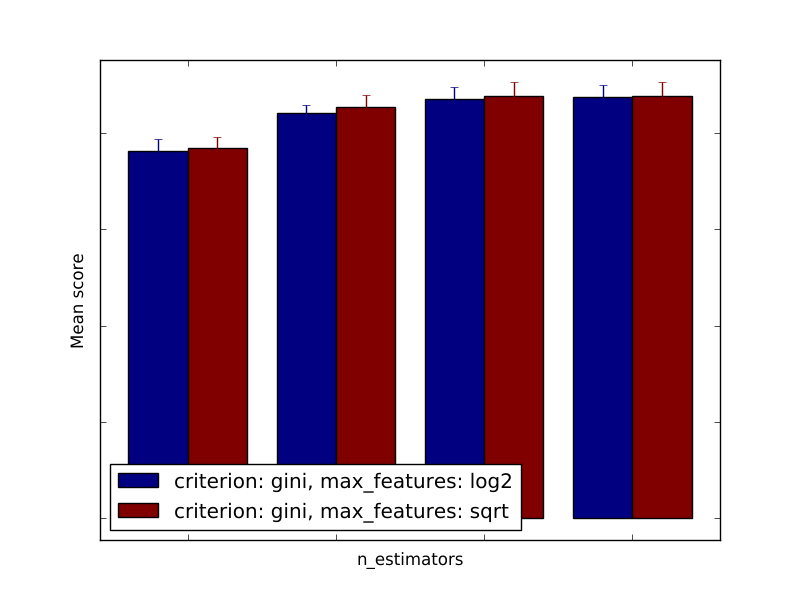 Mean score
criterion: gini, max_features: log2
criterion: gini, max_features: sqrt
n_estimators